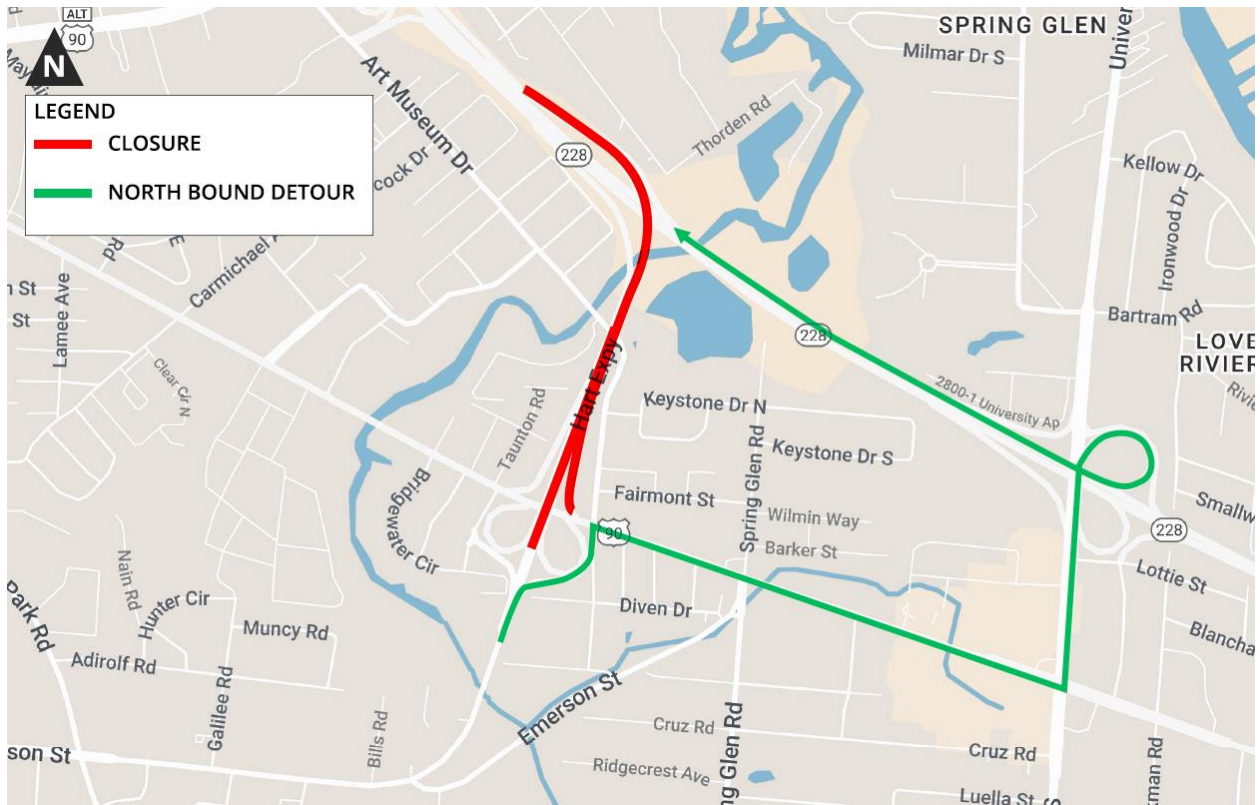 SPRING GLEN
ALT
90
N
Milmar Dr S
Art Museum Dr
LEGEND
CLOSURE
NORTH BOUND DETOUR
228
Thorden Rd
Kellow Dr
Ironwood Dr
cock Dr
Carmichael
Rd
Lamee Ave
St
Bartram Rd
LOVE
RIVIER
228
Clear Cir N
Hart Expy
2800-1 University Ap
Taunton Rd
Keystone Dr N
Keystone Dr S
Spring Glen Rd
Bridgewater Cir
Fairmont St
Wilmin Way
90
Barker St
Smallw
228
Lottie St
Nain Rd
Hunter Cir
Diven Dr
Muncy Rd
Blancha
Park Rd
Adirolf Rd
Galilee Rd
Emerson St
Bills Rd
Cruz Rd
Cruz Rd
son St
Ridgecrest Ave
ng Glen Rd
Luella St
man Rd